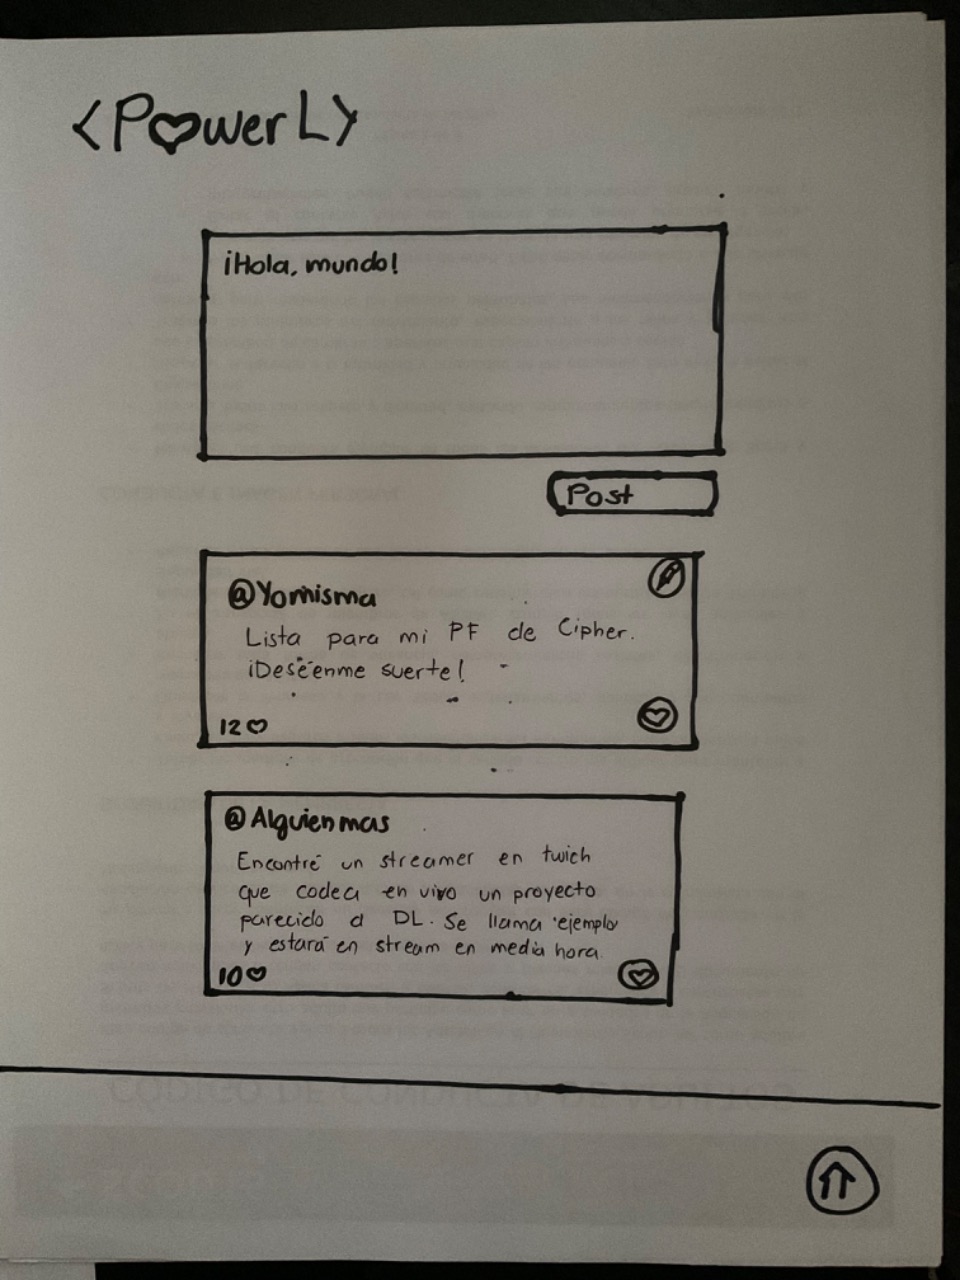 <P♡werL>
¡Hola, mundo!
Post
@Yomisma
Lista para mi PF de Cipher.
¡Deséenme suerte!
12♡
@Alguienmas
Encontré un streamer en twich
que codea en vivo un proyecto
parecido a DL. Se llama ejemplo
y estará en stream en media hora.
10♡